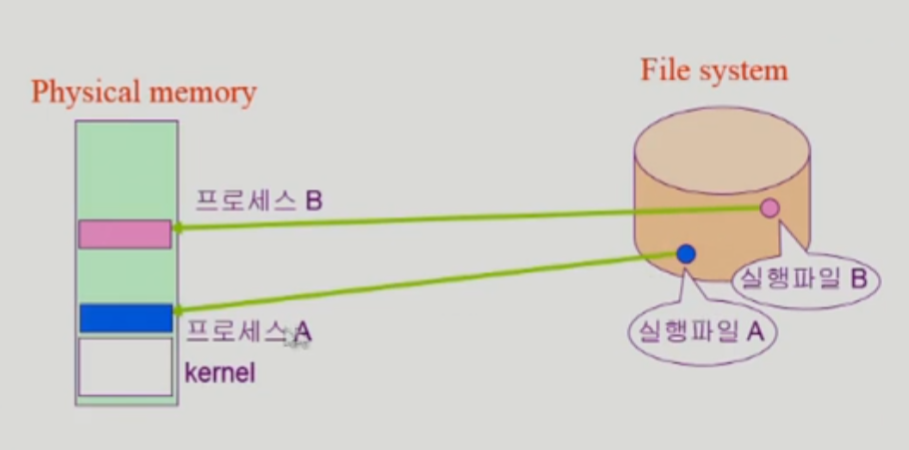 File system
Physical memory
프로세스 B
실행파일 B
프로세스 A
실행파일 A
kernel